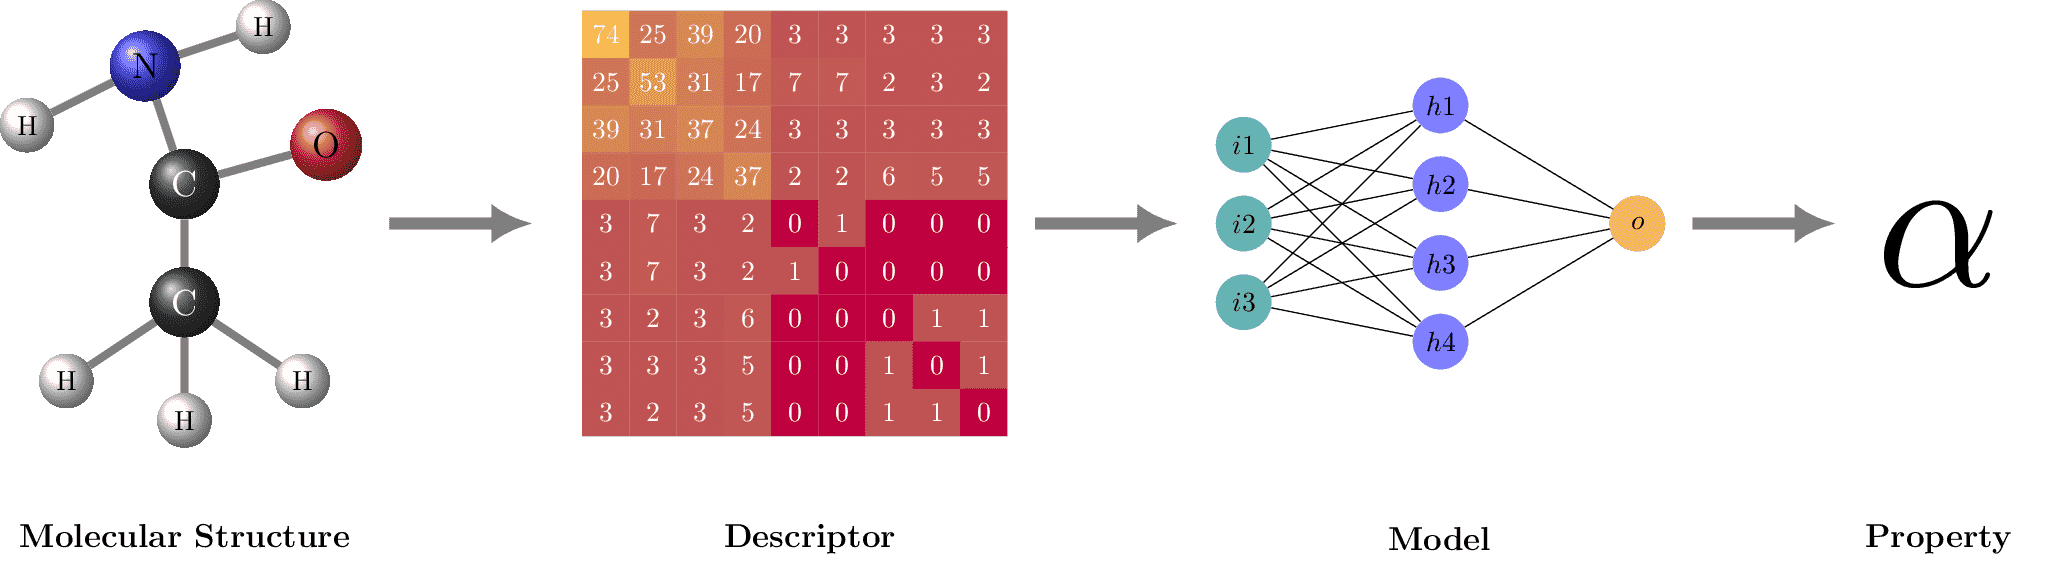 H
N
H
O
C
C
H
H
H
74 25 39 20 3 3 3 3 3
25 53 31 17 7 7 2 3 2
39 31 37 24 3 3 3 3 3
20 17 24 37 2 2 6 5 5
3 7 3 2 0 1 0 0 0
3 7 3 2 1 0 0 0 0
3 2 3 6 0 0 0 1 1
3 3 3 5 0 0 1 0 1
3 2 3 5 0 0 1 1 0
i1
i2
i3
h1
h2
h3
h4
o
α
Molecular Structure
Descriptor
Model
Property